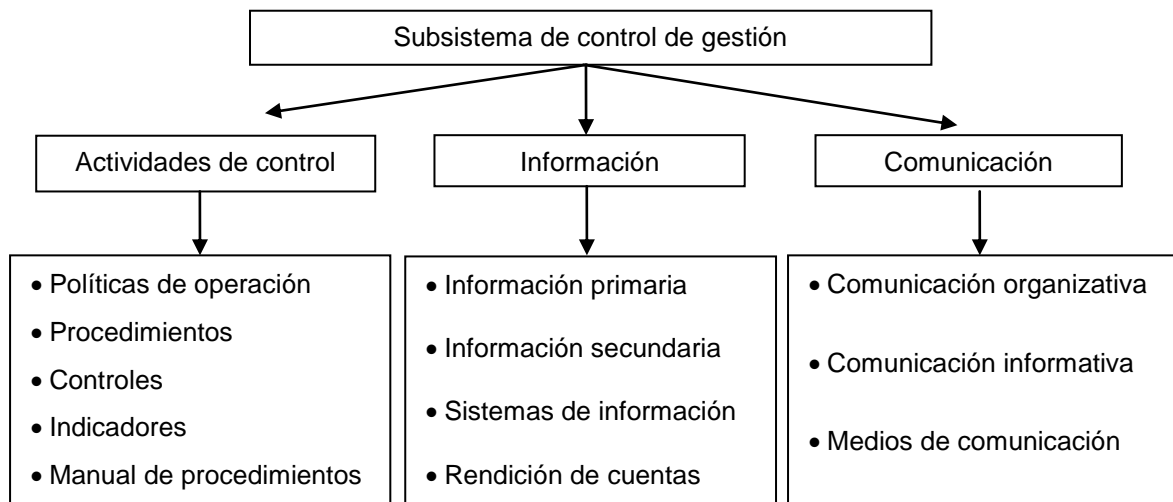 Subsistema de control de gestión
Actividades de control
Información
Comunicación
• Políticas de operación
• Procedimientos
• Controles
• Indicadores
• Manual de procedimientos
• Información primaria
• Información secundaria
• Sistemas de información
• Rendición de cuentas
• Comunicación organizativa
• Comunicación informativa
• Medios de comunicación